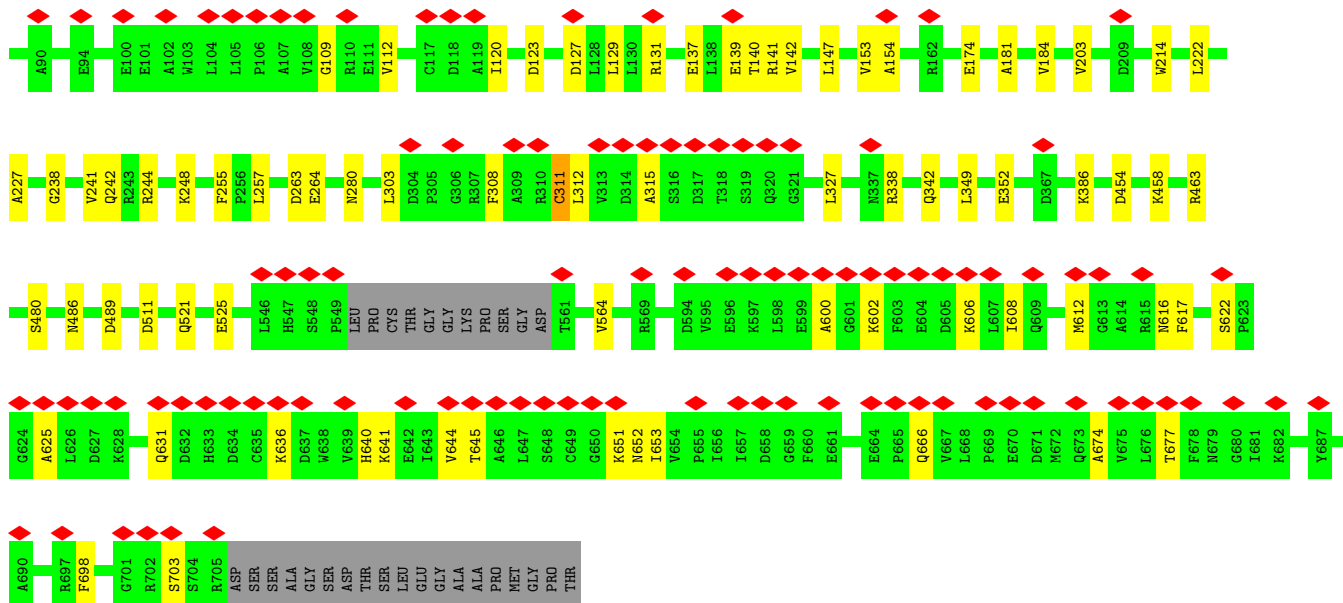 A90 E94 E100 E101 A102 W103 L104 L105 P106 A107 V108 G109 R110 E111 V112 C117 D118 A119 I120 D123 D127 L128 L129 L130 R131 E137 L138 E139 T140 R141 V142 L147 V153 A154 R162 E174 A181 V184 V203 D209 W214 L222
A227 G238 V241 Q242 R243 R244 K248 F255 P256 L257 D263 E264 N280 L303 D304 P305 G306 R307 F308 A309 R310 C311 L312 V313 D314 A315 S316 D317 T318 S319 Q320 G321 L327 N337 R338 Q342 L349 E352 D367 K386 D454 K458 R463
S480 N486 D489 D511 Q521 E525 L546 H547 S548 P549 LEU PRO CYS THR GLY GLY LYS PRO SER GLY ASP T561 V564 R569 D594 V595 E596 K597 L598 E599 A600 G601 K602 F603 E604 D605 K606 L607 I608 Q609 M612 G613 A614 R615 N616 F617 S622 P623
G624 A625 L626 D627 K628 Q631 D632 H633 D634 C635 K636 D637 W638 V639 H640 K641 E642 I643 V644 T645 A646 L647 S648 C649 G650 K651 N652 I653 V654 P655 I656 I657 D658 G659 F660 E661 E664 P665 Q666 V667 L668 P669 E670 D671 M672 Q673 A674 V675 L676 T677 F678 N679 G680 I681 K682 Y687
A690 R697 F698 G701 R702 S703 S704 R705 ASP SER SER ALA GLY SER ASP THR SER LEU GLU GLY ALA ALA PRO MET GLY PRO THR